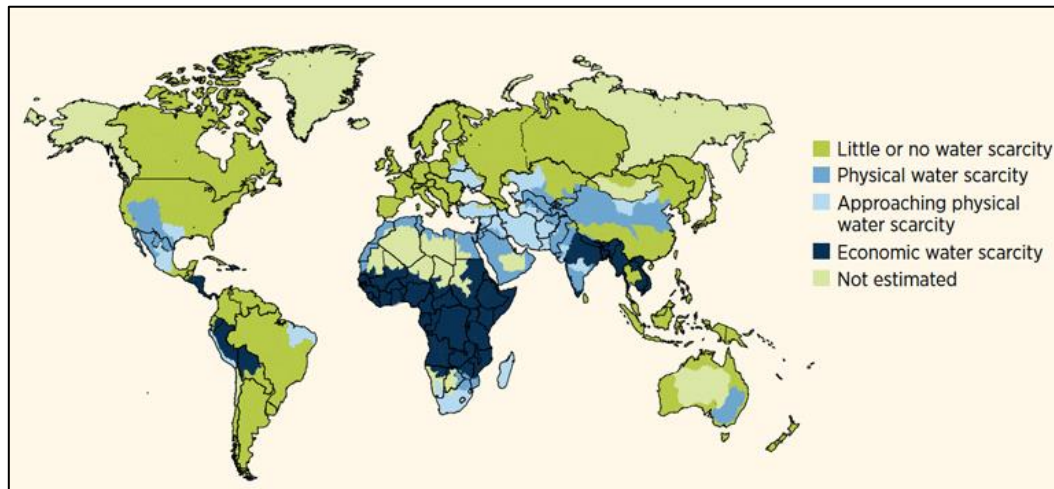 Little or no water scarcity
Physical water scarcity
Approaching physical
water scarcity
Economic water scarcity
Not estimated